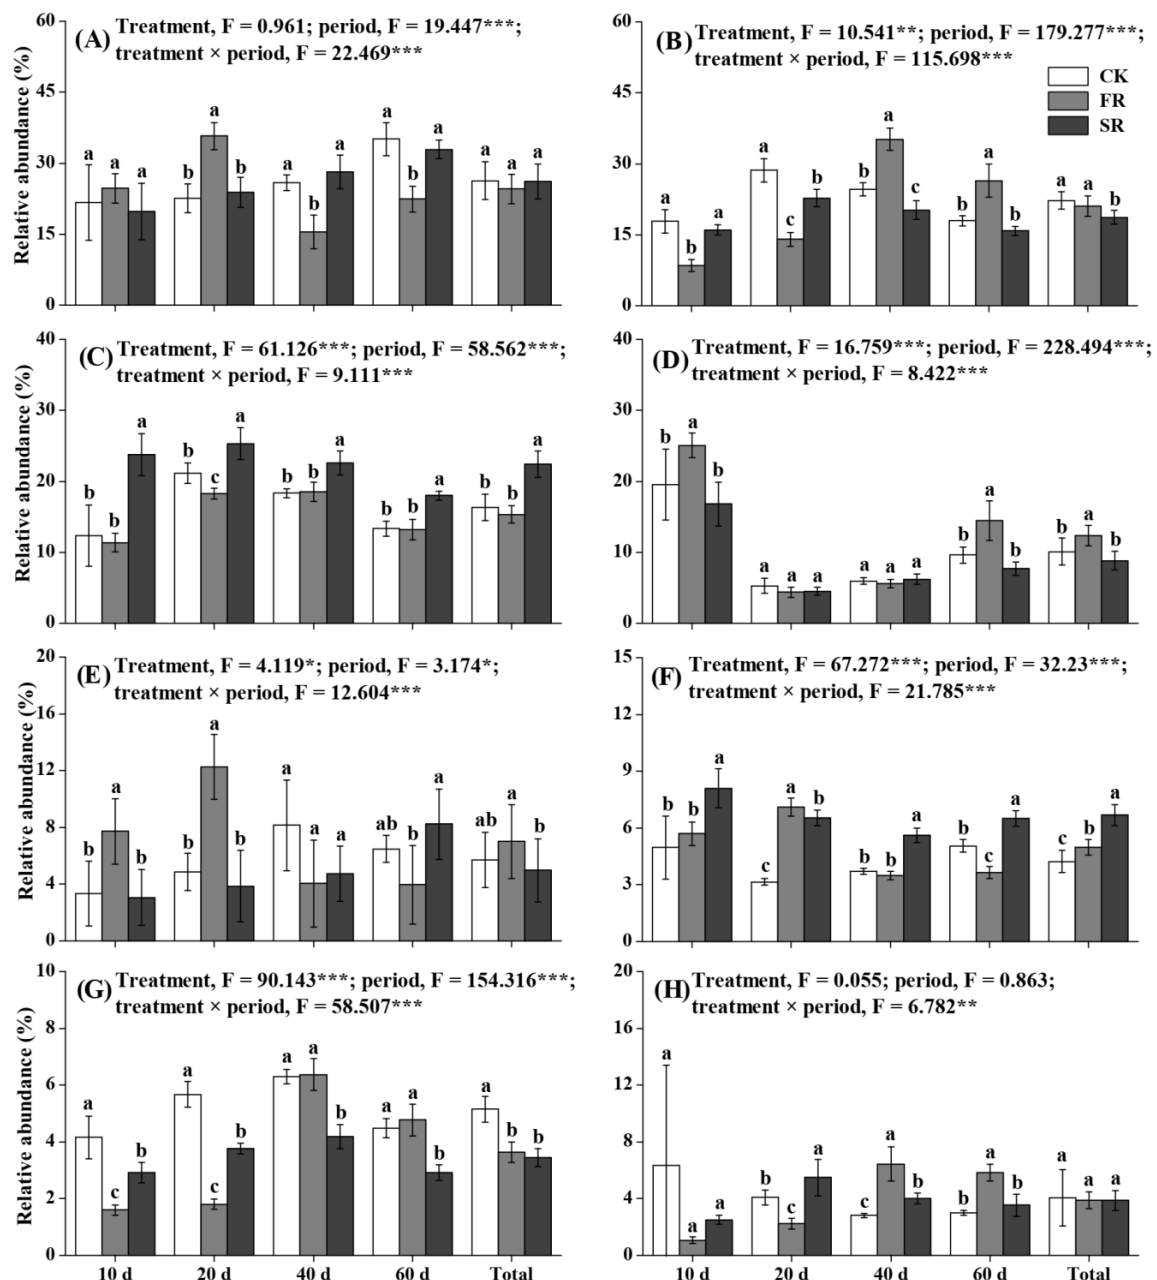 (A) Treatment, F = 0.961; period, F = 19.447***;
treatment × period, F = 22.469***
Relative abundance (%)
60
45
30
15
0
a a a
b a b
a b a
a b a
a a a
(B) Treatment, F = 10.541**; period, F = 179.277***;
treatment × period, F = 115.698***
CK
FR
SR
60
45
30
15
0
a b a
a c b
b a c
b a b
a a b
(C) Treatment, F = 61.126***; period, F = 58.562***;
treatment × period, F = 9.111***
Relative abundance (%)
40
30
20
10
0
b b a
b c a
b b a
b b a
b b a
(D) Treatment, F = 16.759***; period, F = 228.494***;
treatment × period, F = 8.422***
40
30
20
10
0
b a b
a a a
a a a
b a b
b a b
(E) Treatment, F = 4.119*; period, F = 3.174*;
treatment × period, F = 12.604***
Relative abundance (%)
20
16
12
8
4
0
b a b
b a b
a a a
ab b a
ab a b
(F) Treatment, F = 67.272***; period, F = 32.23***;
treatment × period, F = 21.785***
15
12
9
6
3
0
b b a
c a b
b b a
b c a
c b a
(G) Treatment, F = 90.143***; period, F = 154.316***;
treatment × period, F = 58.507***
Relative abundance (%)
10
8
6
4
2
0
a c b
a c b
a a b
a a b
a b b
10 d 20 d 40 d 60 d Total
(H) Treatment, F = 0.055; period, F = 0.863;
treatment × period, F = 6.782**
20
16
12
8
4
0
a a a
b c a
c a b
b a b
a a a
10 d 20 d 40 d 60 d Total